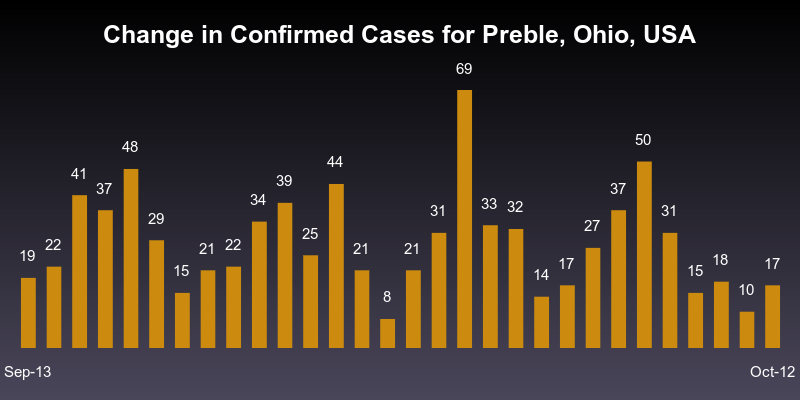 Change in Confirmed Cases for Preble, Ohio, USA
19 22 41 37 48 29 15 21 22 34 39 25 44 21 8 21 31 69 33 32 14 17 27 37 50 31 15 18 10 17
Sep-13 Oct-12